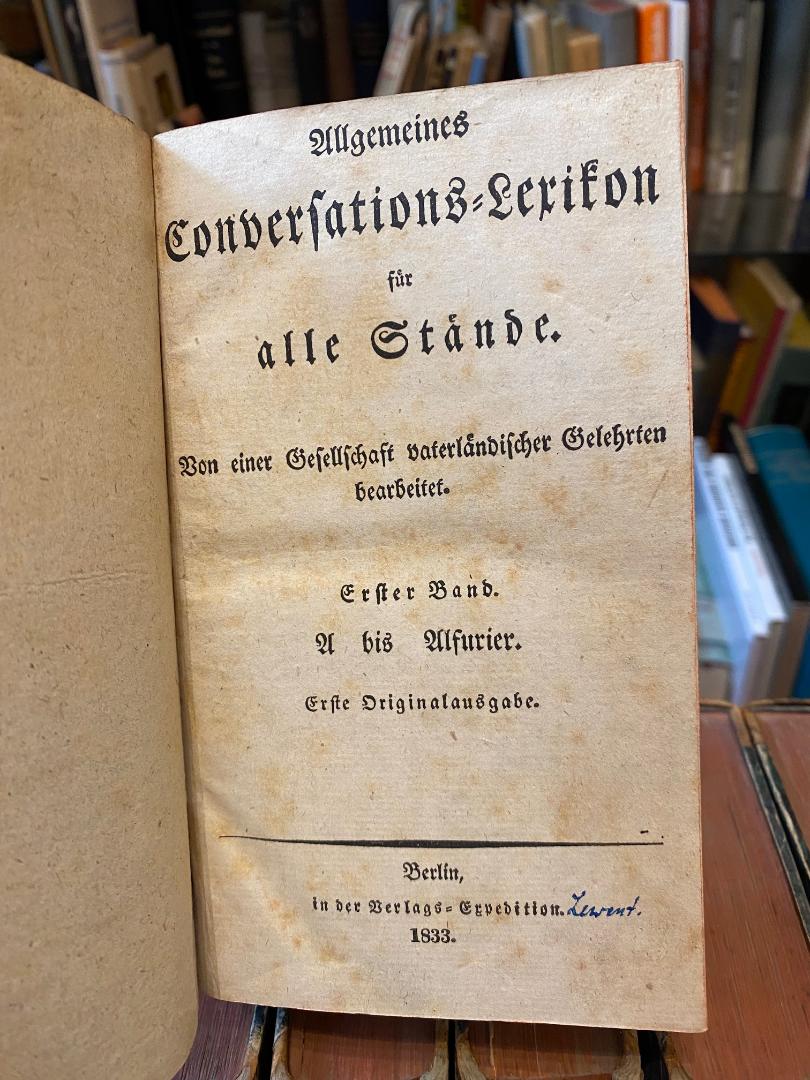 Allgemeines
Converſations-Lexikon
für
alle Stände.
Von einer Geſellſchaft vaterländiſcher Gelehrten
bearbeitet.
Erſter Band.
A bis Alfurier.
Erſte Originalausgabe.
Berlin,
in der Verlags-Expedition. Lewent.
1833.